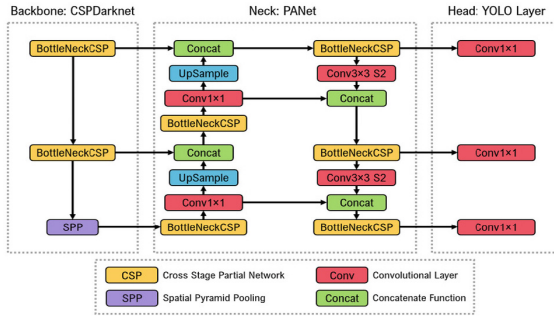 Backbone: CSPDarknet
Neck: PANet
Head: YOLO Layer
BottleNeckCSP
Concat
BottleNeckCSP
Conv1×1
UpSample
Conv3×3 S2
Conv1×1
Concat
BottleNeckCSP
BottleNeckCSP
Concat
BottleNeckCSP
Conv1×1
UpSample
Conv3×3 S2
Conv1×1
Concat
SPP
BottleNeckCSP
BottleNeckCSP
Conv1×1
CSP
Cross Stage Partial Network
Conv
Convolutional Layer
SPP
Spatial Pyramid Pooling
Concat
Concatenate Function